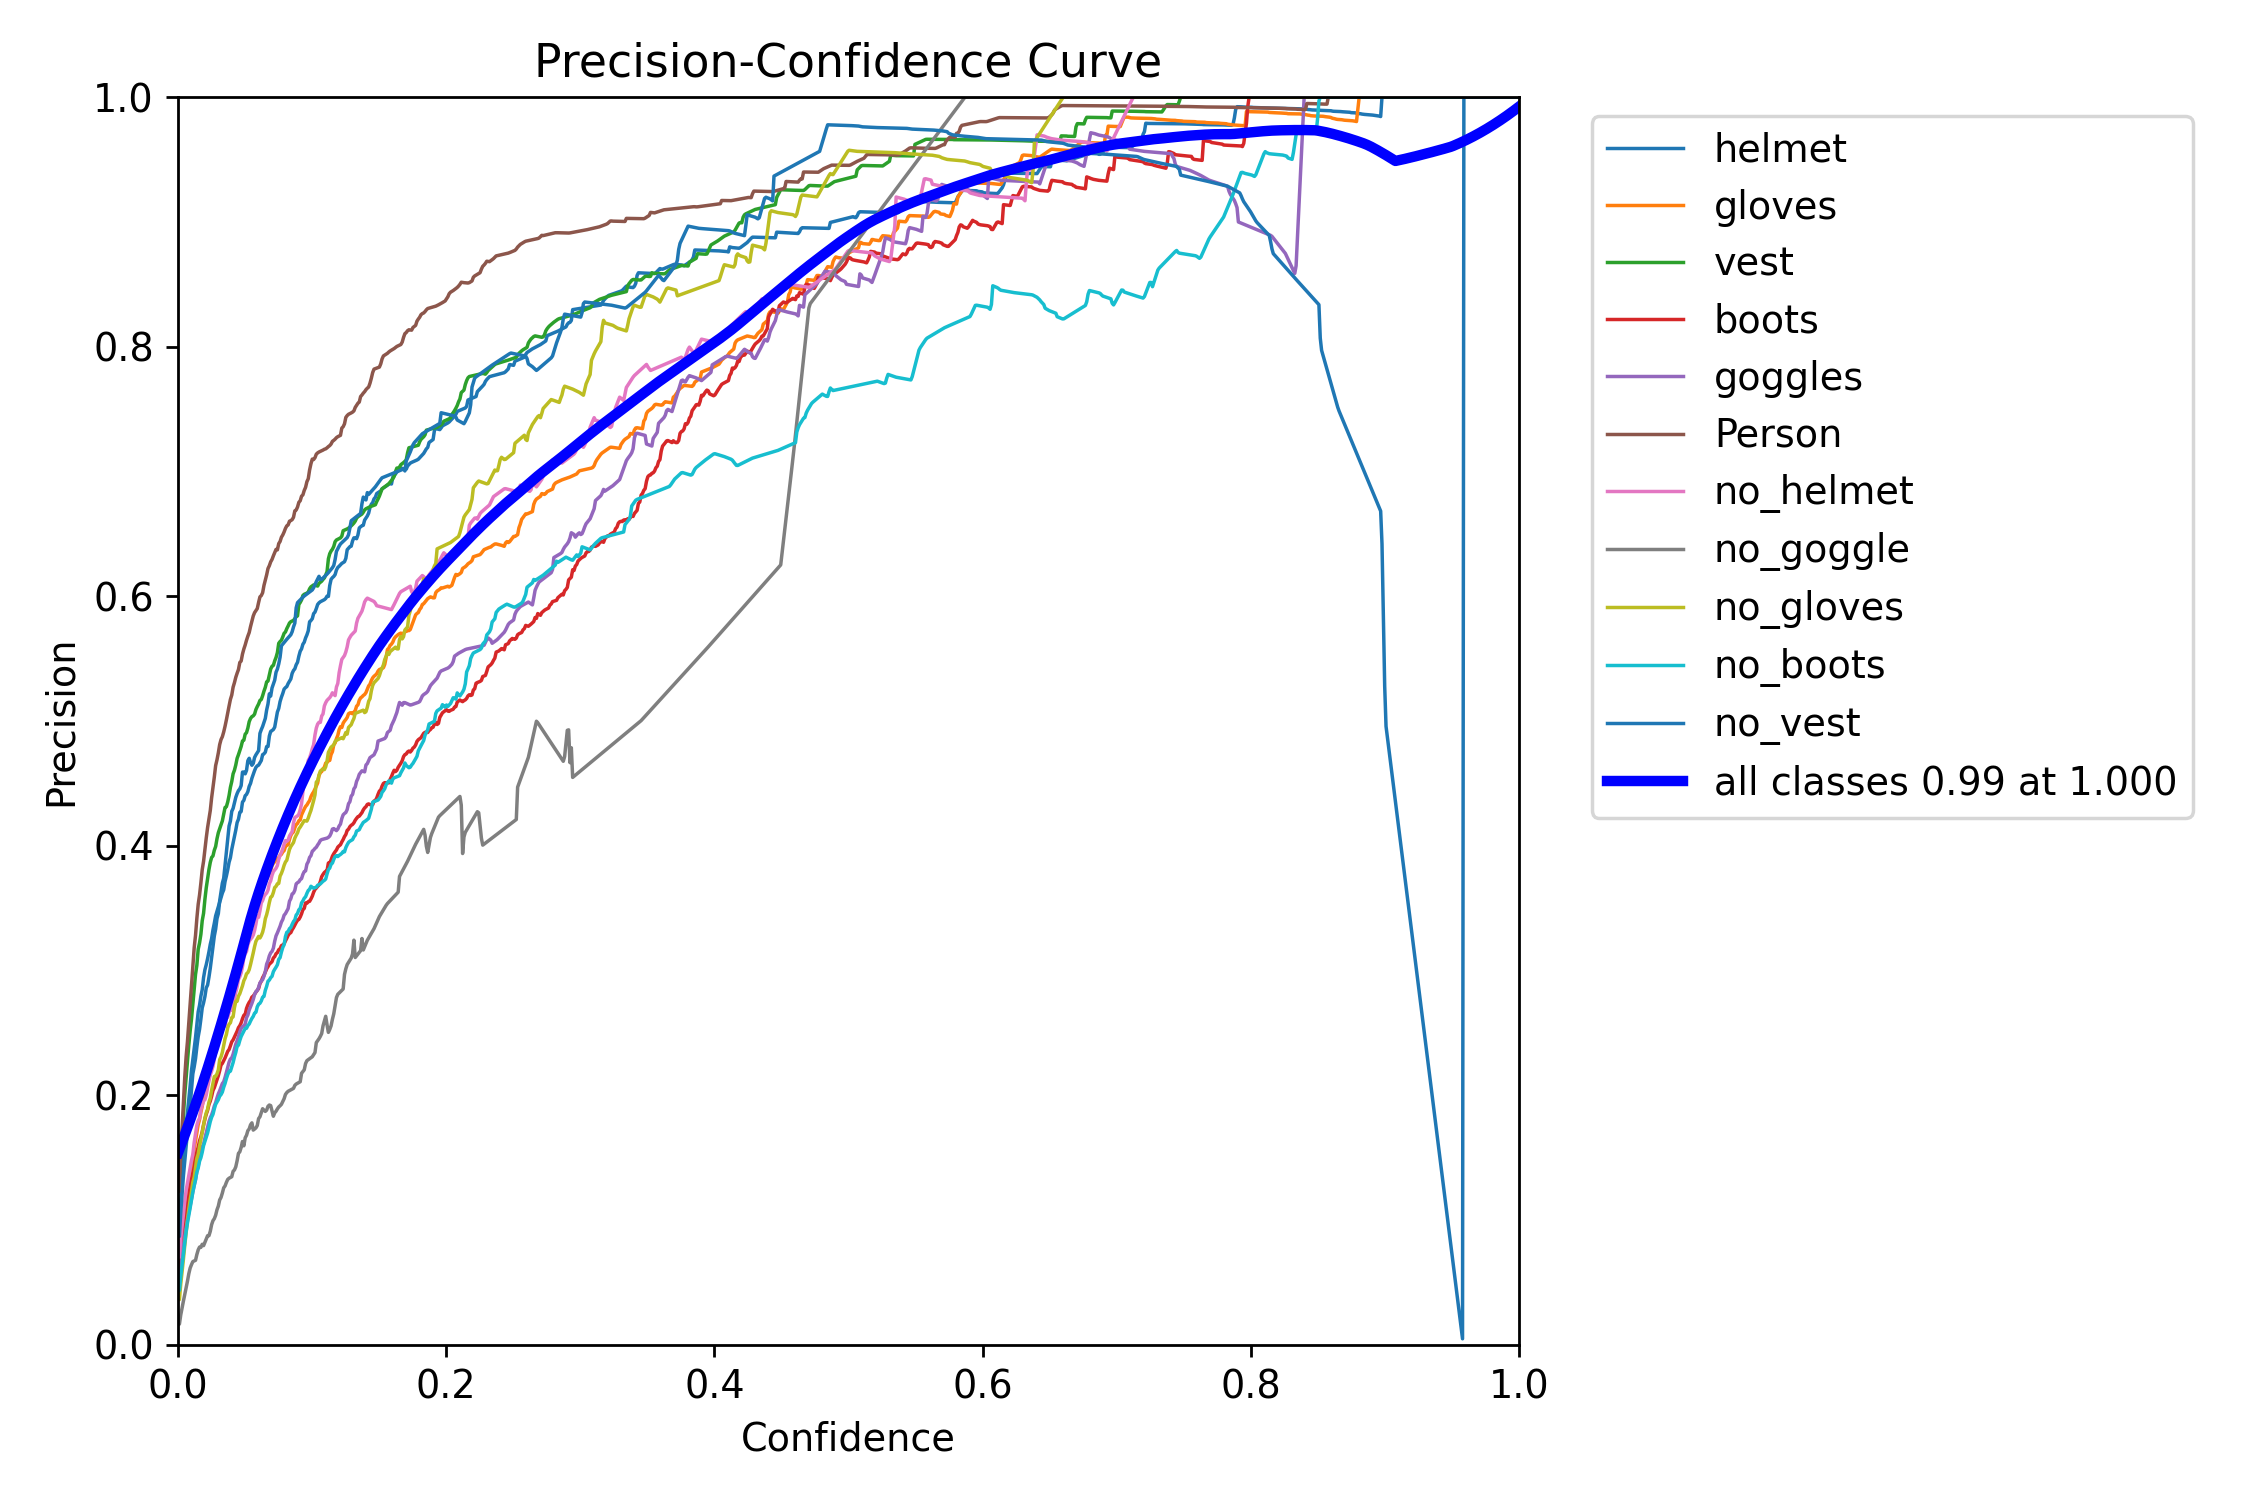 Precision-Confidence Curve
1.0
0.8
0.6
0.4
0.2
0.0
Precision
0.0 0.2 0.4 0.6 0.8 1.0
Confidence
helmet
gloves
vest
boots
goggles
Person
no_helmet
no_goggle
no_gloves
no_boots
no_vest
all classes 0.99 at 1.000